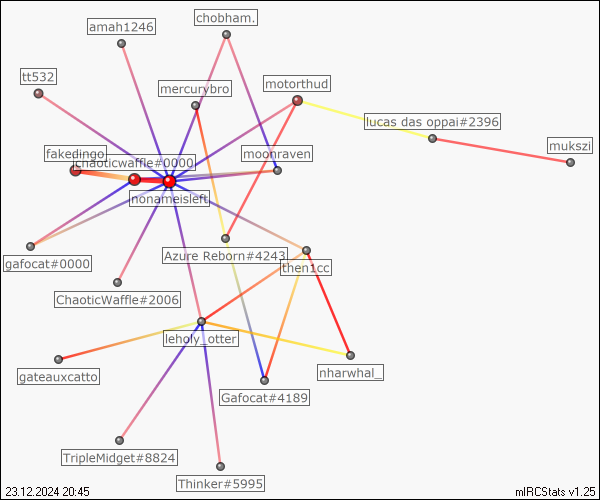 chobham.
amah1246
tt532
mercurybro
motorthud
lucas das oppai#2396
mukszi
fakedingo
chaoticwaffle#0000
moonraven
nonameisleft
gafocat#0000
Azure Reborn#4243
then1cc
ChaoticWaffle#2006
leholy_otter
gateauxcatto
nharwhal_
Gafocat#4189
TripleMidget#8824
Thinker#5995
23.12.2024 20:45
mIRCStats v1.25